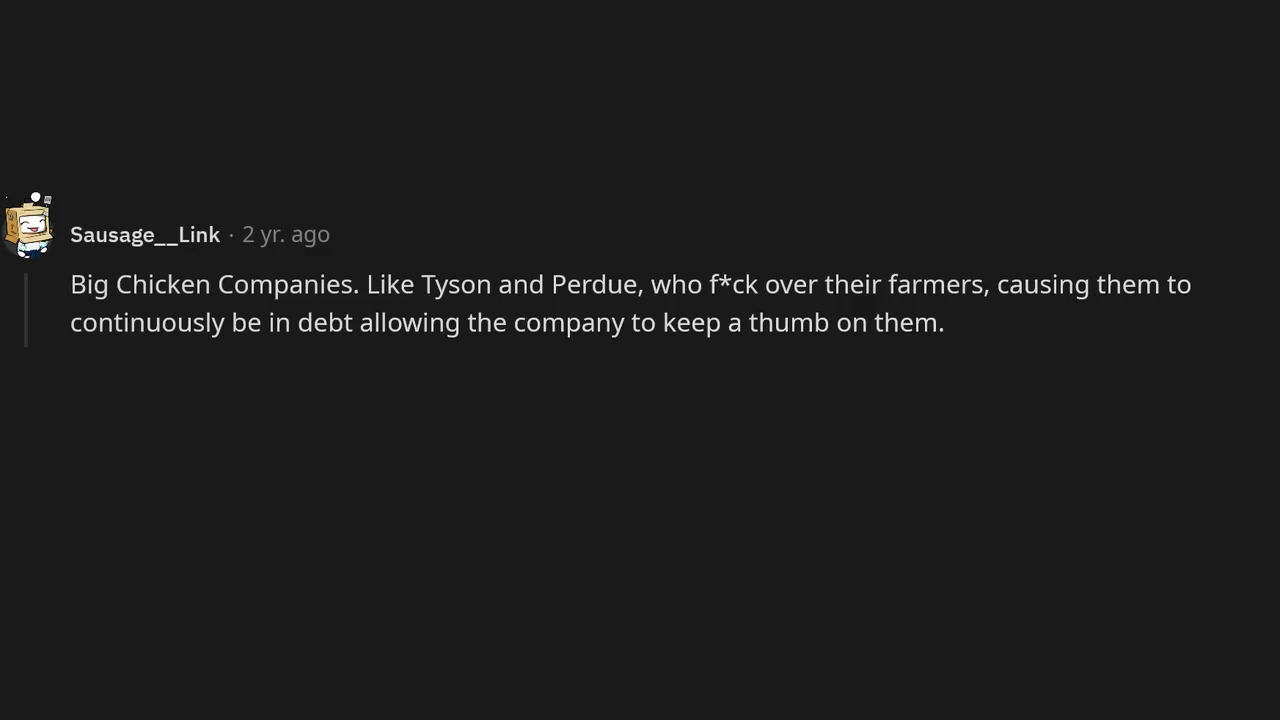 Sausage__Link · 2 yr. ago
Big Chicken Companies. Like Tyson and Perdue, who f*ck over their farmers, causing them to
continuously be in debt allowing the company to keep a thumb on them.